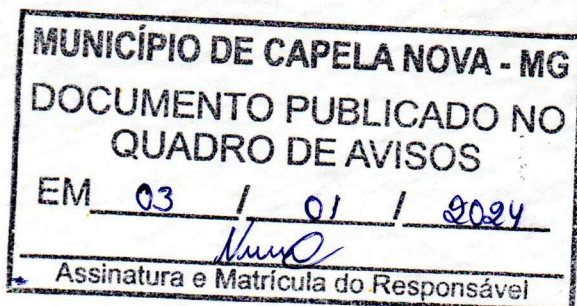 MUNICÍPIO DE CAPELA NOVA - MG
DOCUMENTO PUBLICADO NO
QUADRO DE AVISOS
EM 03 / 01 / 2024
Assinatura e Matrícula do Responsável